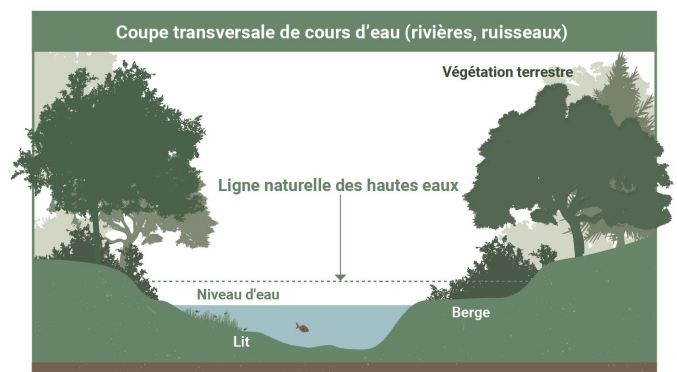 Coupe transversale de cours d’eau (rivières, ruisseaux)
Végétation terrestre
Ligne naturelle des hautes eaux
Niveau d'eau
Berge
Lit